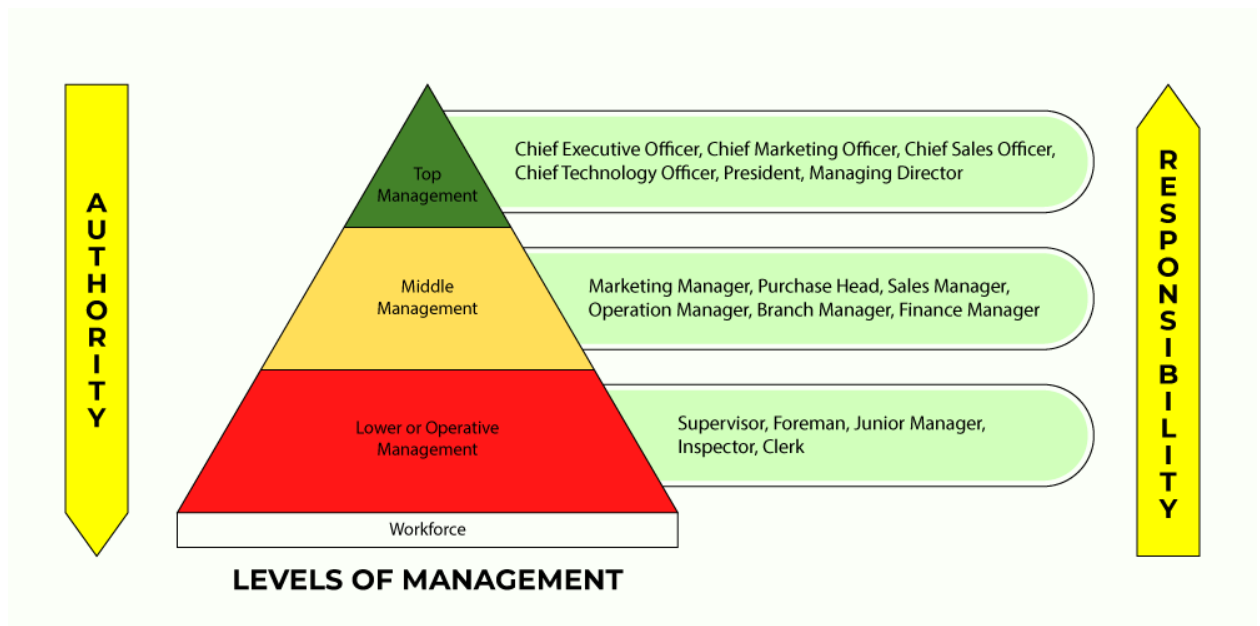 AUTHORITY
Top
Management
Chief Executive Officer, Chief Marketing Officer, Chief Sales Officer,
Chief Technology Officer, President, Managing Director
Middle
Management
Marketing Manager, Purchase Head, Sales Manager,
Operation Manager, Branch Manager, Finance Manager
Lower or Operative
Management
Supervisor, Foreman, Junior Manager,
Inspector, Clerk
Workforce
RESPONSIBILITY
LEVELS OF MANAGEMENT